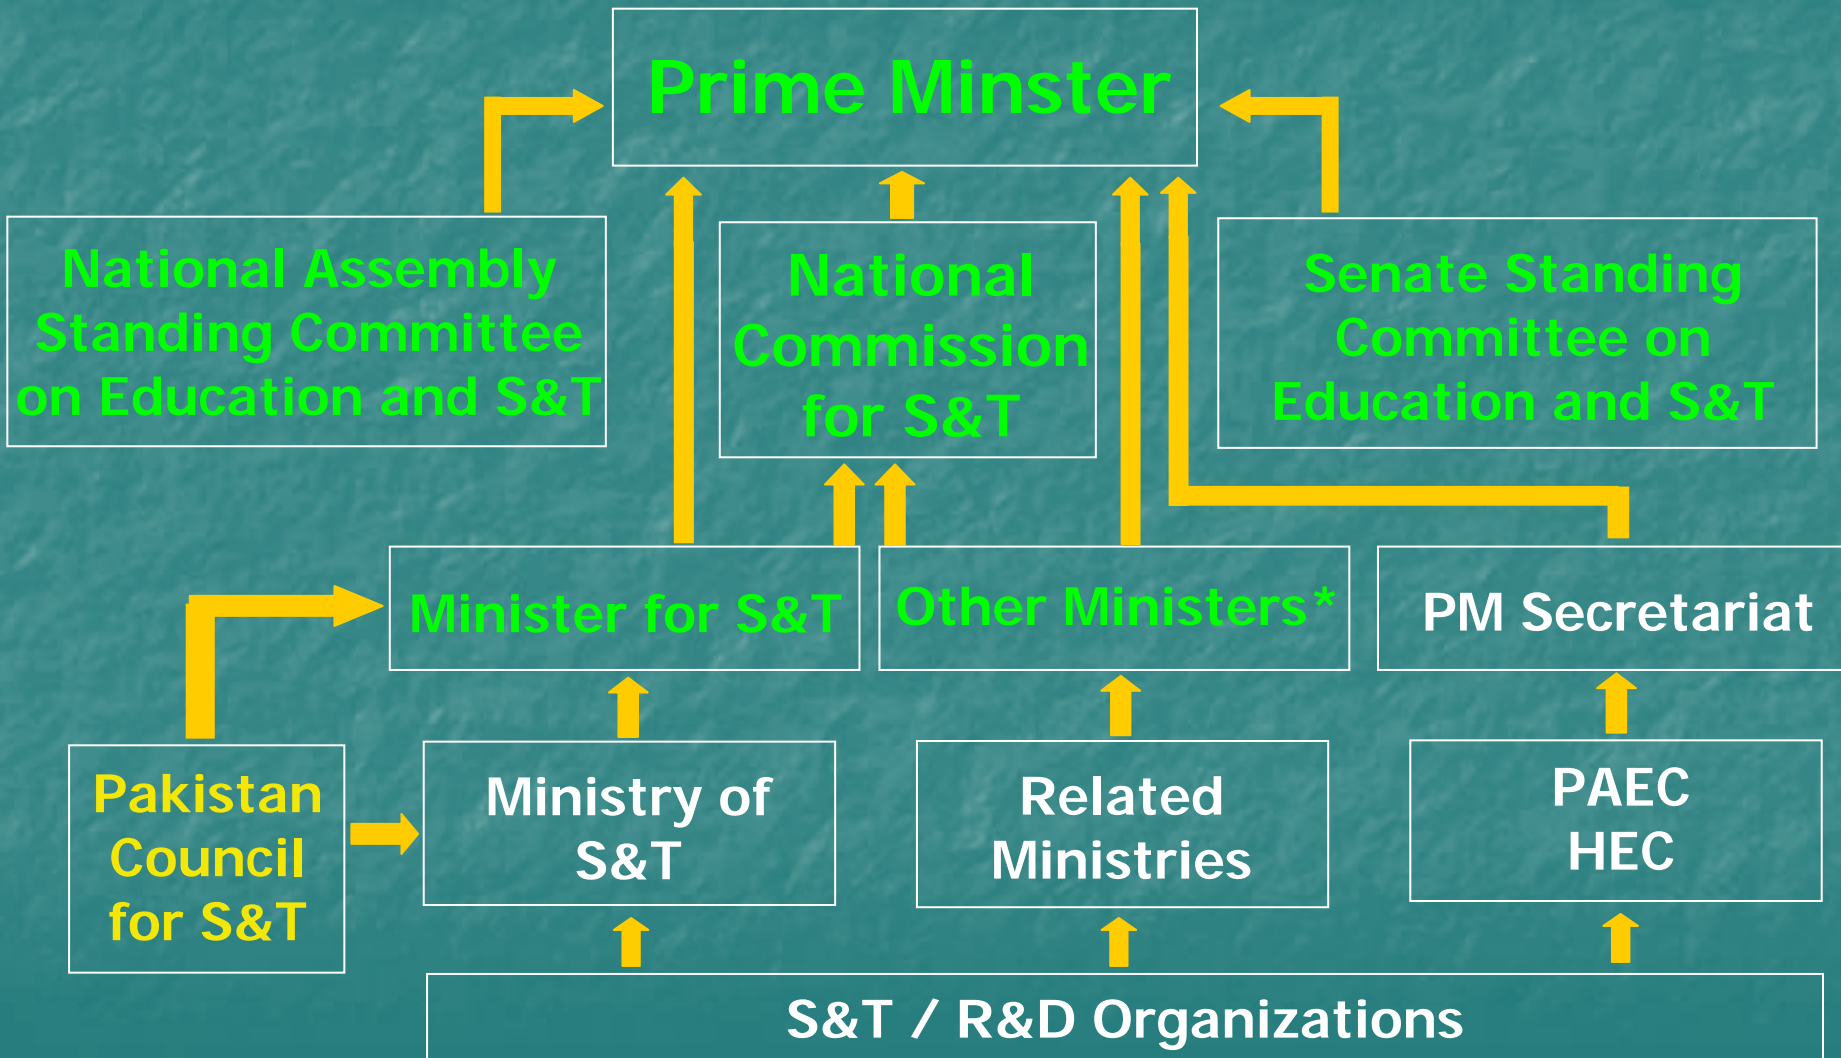 Prime Minster
National Assembly
Standing Committee
on Education and S&T
National
Commission
for S&T
Senate Standing
Committee on
Education and S&T
Minister for S&T
Other Ministers*
PM Secretariat
Pakistan
Council
for S&T
Ministry of
S&T
Related
Ministries
PAEC
HEC
S&T / R&D Organizations